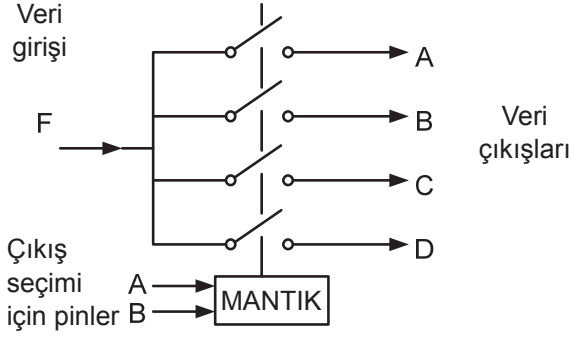 Veri
girişi
F
A
B
C
D
Veri
çıkışları
Çıkış
seçimi
için pinler
A
B
MANTIK